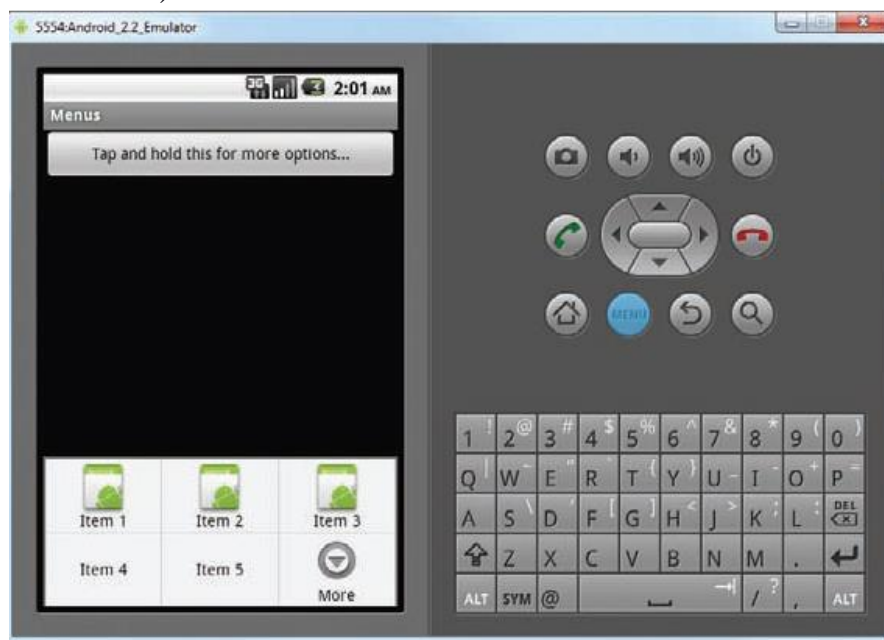 5554:Android_2.2_Emulator
3G 2:01 AM
Menus
Tap and hold this for more options...
MENU
Item 1 Item 2 Item 3
Item 4 Item 5 More
1 ! 2 @ 3 # 4 $ 5 % 6 ^ 7 & 8 * 9 ( 0 )
Q | W ~ E " R ` T { Y } U - I - O + P =
A S \ D ' F [ G ] H < J > K ; L : DEL
Z X C V B N M .
ALT SYM @ / ? , ALT